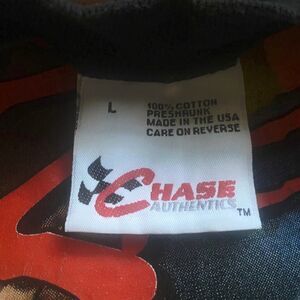 L
100% COTTON
PRESHRUNK
MADE IN THE USA
CARE ON REVERSE
CHASE
AUTHENTICS
TM